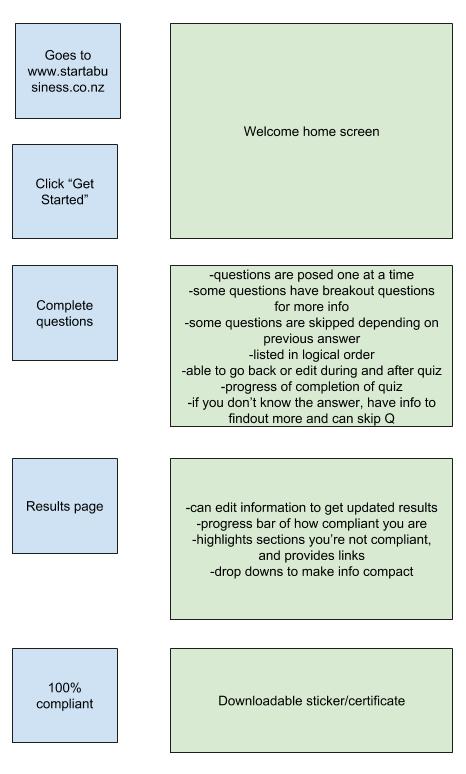 Goes to
www.startabu
siness.co.nz
Welcome home screen
Click “Get
Started”
Complete
questions
-questions are posed one at a time
-some questions have breakout questions
for more info
-some questions are skipped depending on
previous answer
-listed in logical order
-able to go back or edit during and after quiz
-progress of completion of quiz
-if you don’t know the answer, have info to
findout more and can skip Q
Results page
-can edit information to get updated results
-progress bar of how compliant you are
-highlights sections you’re not compliant,
and provides links
-drop downs to make info compact
100%
compliant
Downloadable sticker/certificate